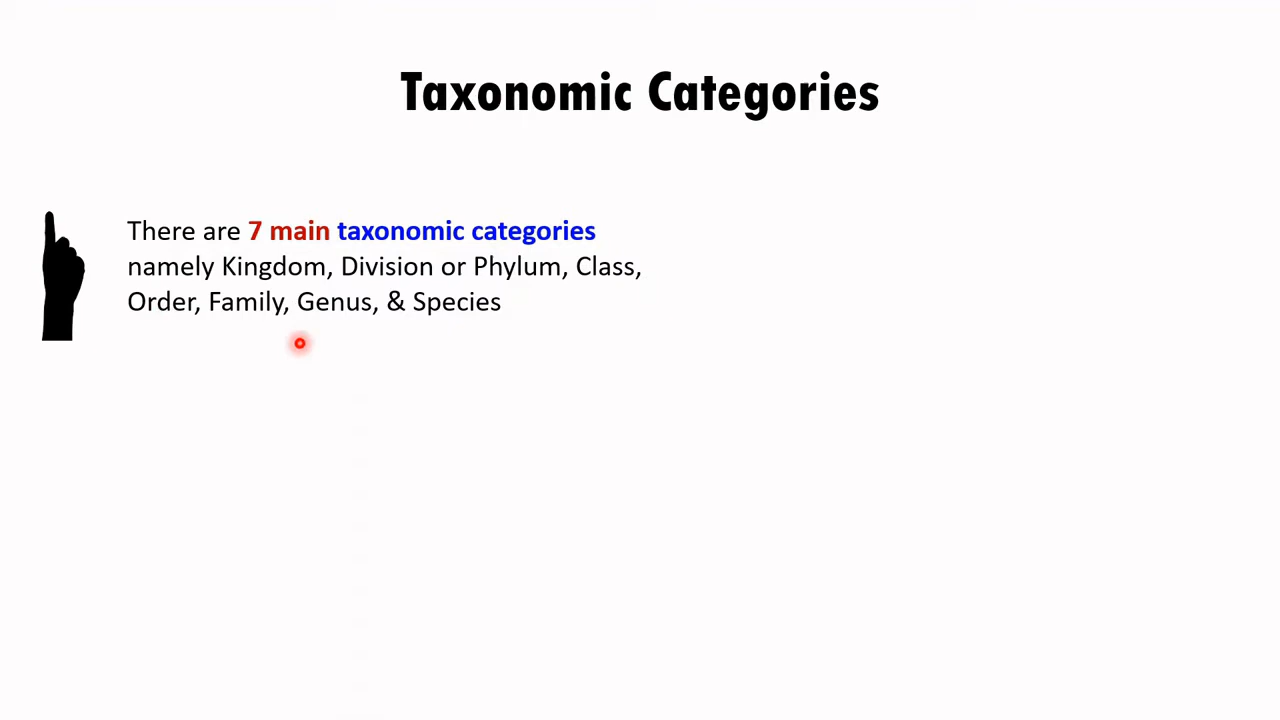 Taxonomic Categories
There are 7 main taxonomic categories
namely Kingdom, Division or Phylum, Class,
Order, Family, Genus, & Species